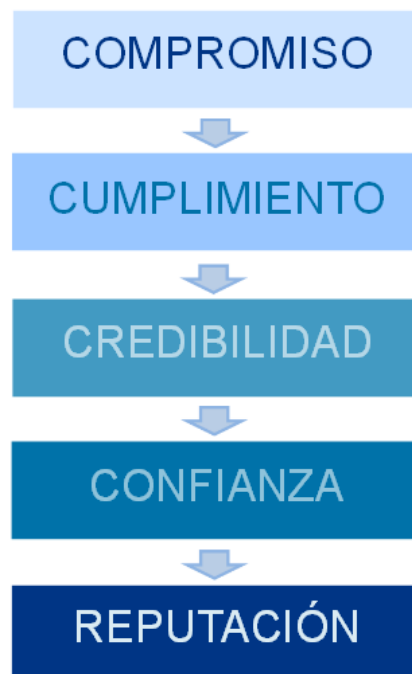 COMPROMISO
CUMPLIMIENTO
CREDIBILIDAD
CONFIANZA
REPUTACIÓN